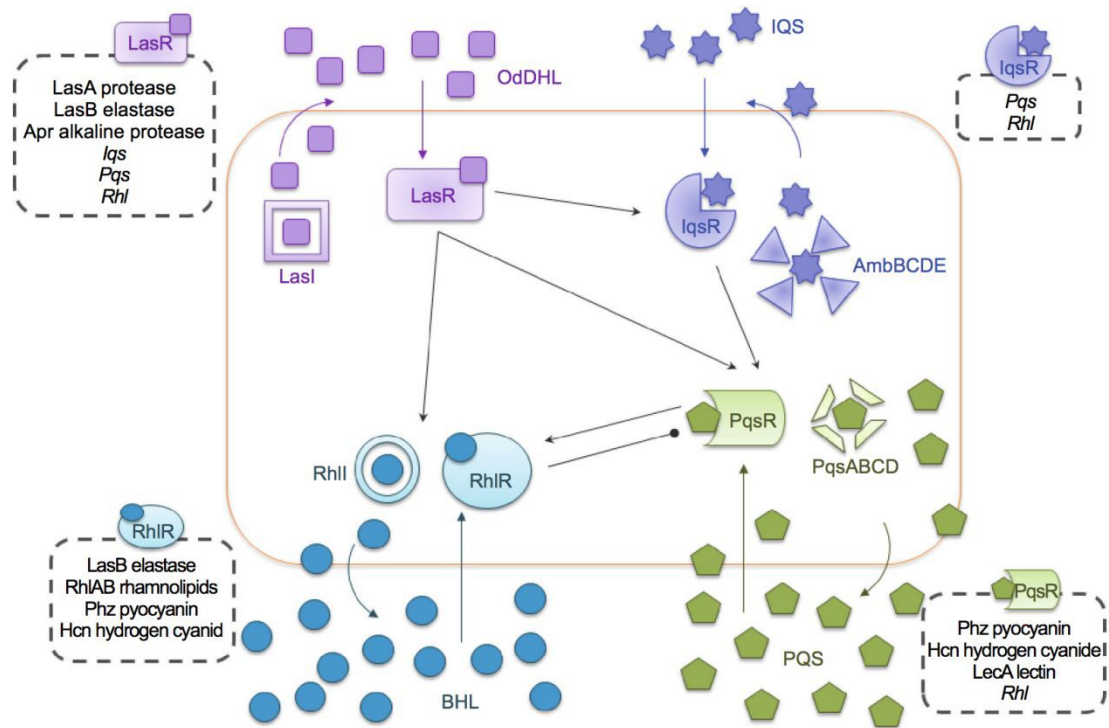 LasR
LasA protease
LasB elastase
Apr alkaline protease
Iqs
Pqs
Rhl
OdDHL
IQS
IqsR
Pqs
Rhl
LasR
LasI
IqsR
AmbBCDE
PqsR
PqsABCD
RhlI
RhlR
RhlR
LasB elastase
RhlAB rhamnolipids
Phz pyocyanin
Hcn hydrogen cyanid
BHL
PQS
PqsR
Phz pyocyanin
Hcn hydrogen cyanide
LecA lectin
Rhl